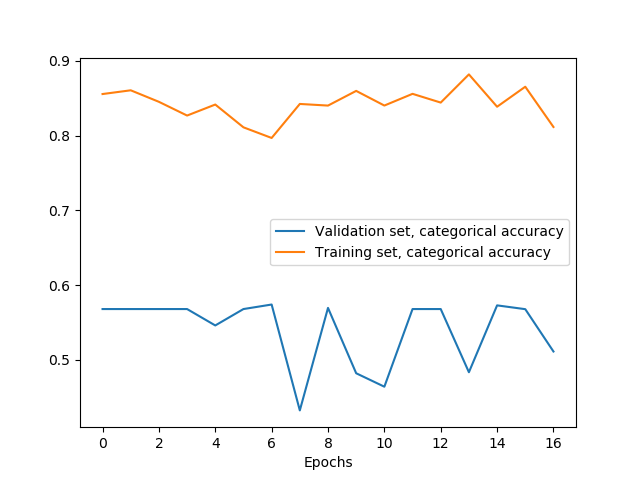 0.9
0.8
0.7
0.6
0.5
Validation set, categorical accuracy
Training set, categorical accuracy
0 2 4 6 8 10 12 14 16
Epochs